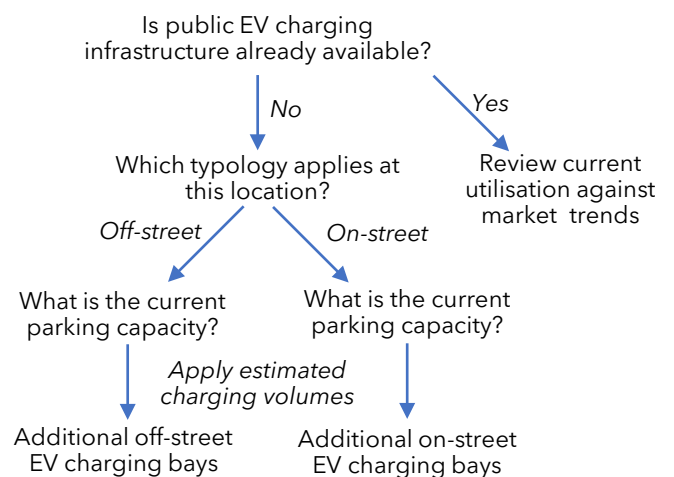 Is public EV charging
infrastructure already available?
No
Yes
Which typology applies at
this location?
Review current
utilisation against
market trends
Off-street
On-street
What is the current
parking capacity?
What is the current
parking capacity?
Apply estimated
charging volumes
Additional off-street
EV charging bays
Additional on-street
EV charging bays